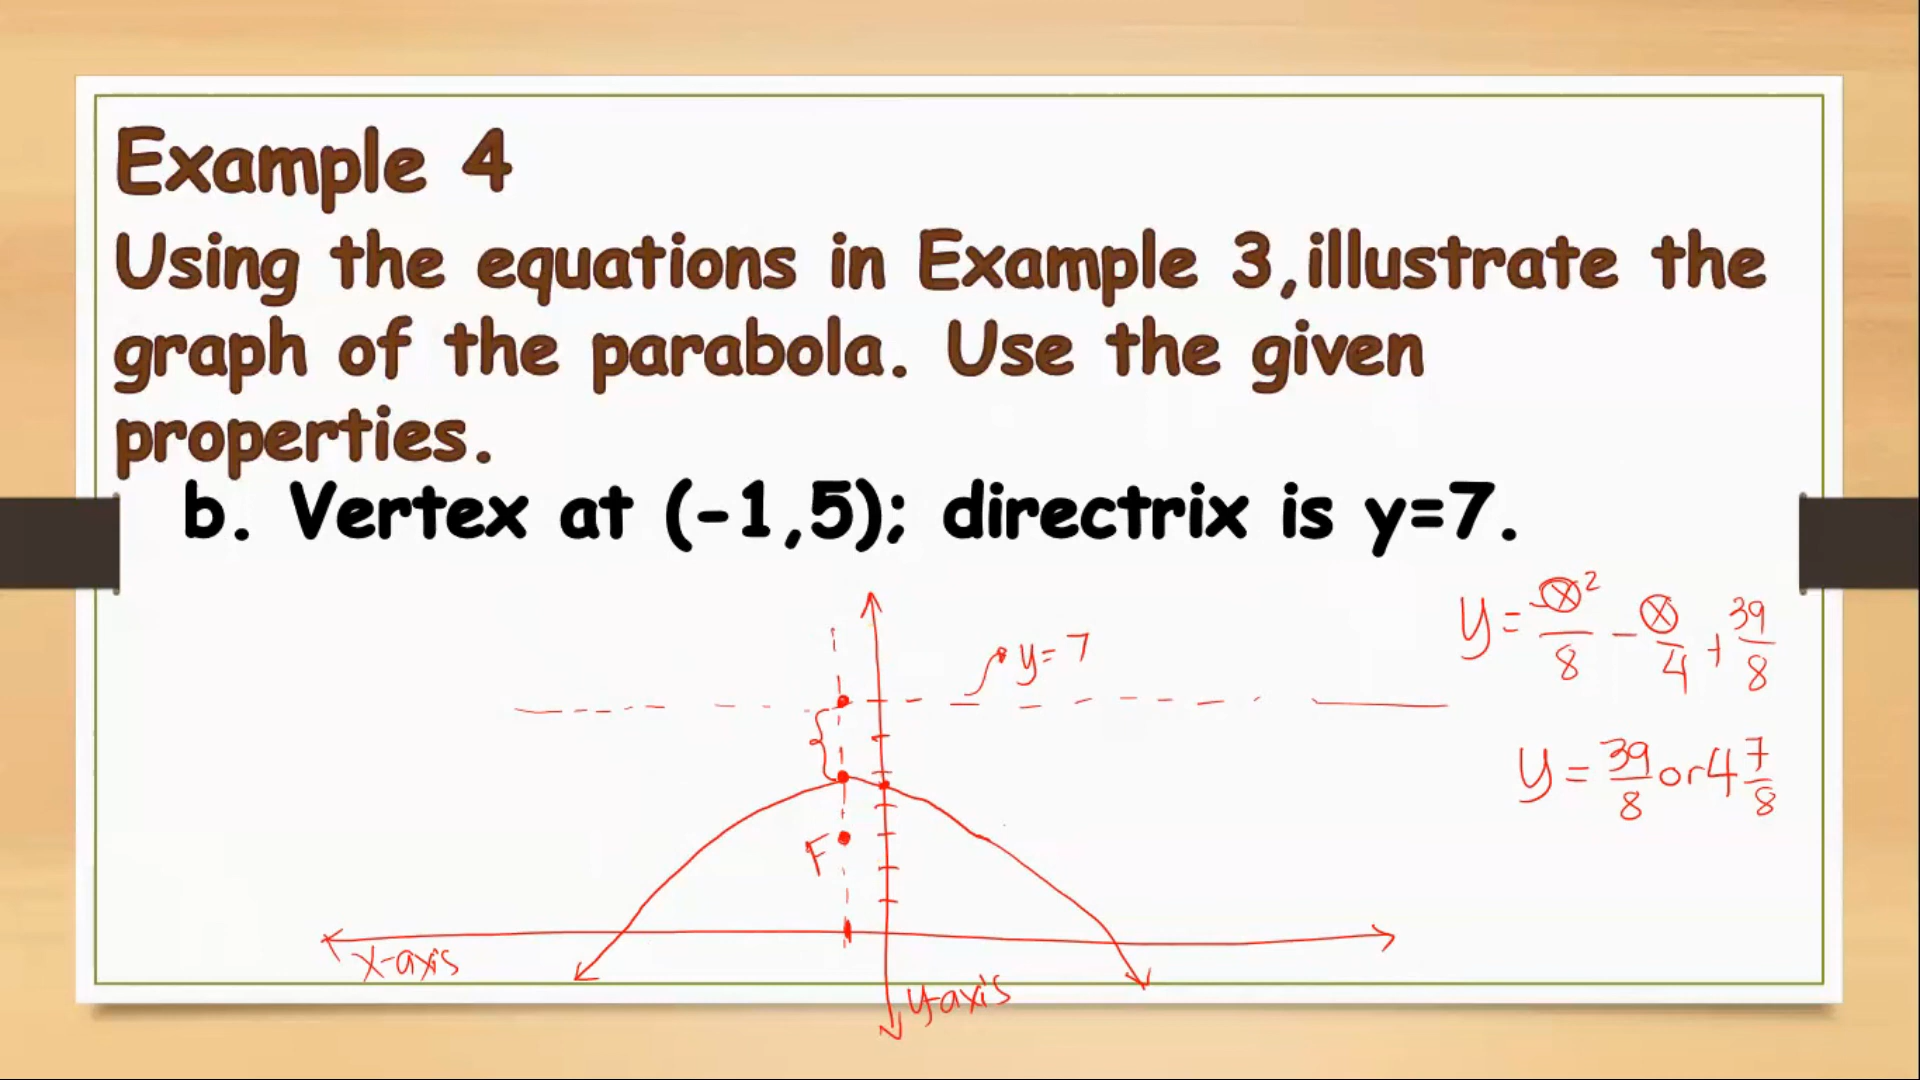 Example 4
Using the equations in Example 3,illustrate the
graph of the parabola. Use the given
properties.
b. Vertex at (-1,5); directrix is y=7.
y = -x²/8 - x/4 + 39/8
y = 7
y = 39/8 or 4 7/8
F
x-axis
y-axis